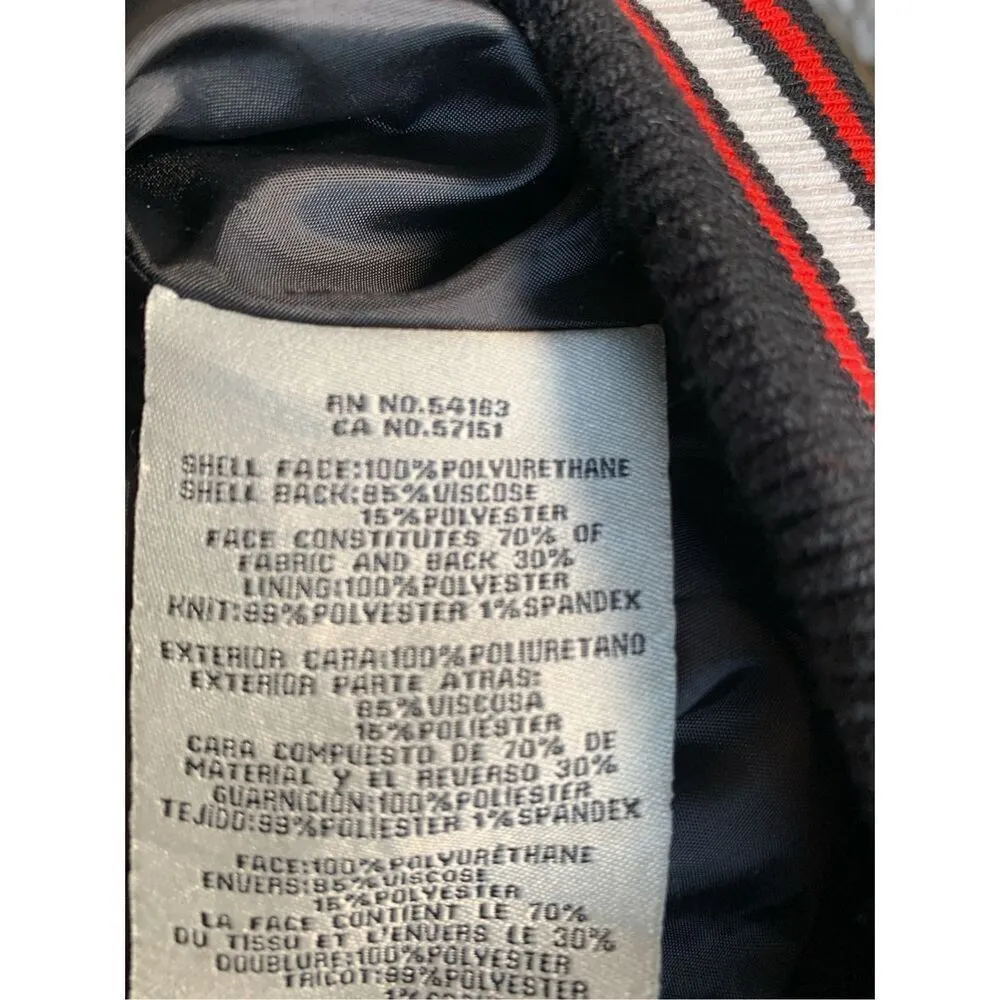 RN NO.54163
CA NO.57151
SHELL FACE:100%POLYURETHANE
SHELL BACK:85%VISCOSE
15%POLYESTER
FACE CONSTITUTES 70% OF
FABRIC AND BACK 30%
LINING:100%POLYESTER
KNIT:99%POLYESTER 1%SPANDEX
EXTERIOR CARA:100%POLIURETANO
EXTERIOR PARTE ATRAS:
85%VISCOSA
15%POLIESTER
CARA COMPUESTO DE 70% DE
MATERIAL Y EL REVERSO 30%
GUARNICION:100%POLIESTER
TEJIDO:99%POLIESTER 1%SPANDEX
FACE:100%POLYURÉTHANE
ENVERS:85%VISCOSE
15%POLYESTER
LA FACE CONTIENT LE 70%
DU TISSU ET L'ENVERS LE 30%
DOUBLURE:100%POLYESTER
TRICOT:99%POLYESTER
1%